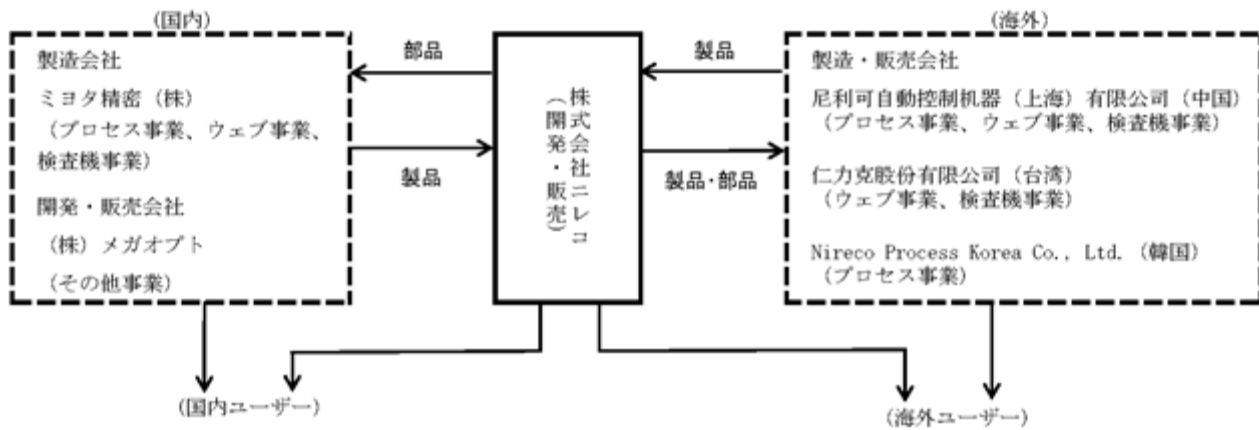 (国内)
製造会社
ミヨタ精密（株）
（プロセス事業、ウェブ事業、
検査機事業）
開発・販売会社
（株）メガオプト
（その他事業）
部品
製品
株式会社ニレコ
（開発・販売）
製品
製品・部品
(海外)
製造・販売会社
尼利可自動控制机器（上海）有限公司（中国）
（プロセス事業、ウェブ事業、検査機事業）
仁力克股份有限公司（台湾）
（ウェブ事業、検査機事業）
Nireco Process Korea Co., Ltd.（韓国）
（プロセス事業）
(国内ユーザー)
(海外ユーザー)